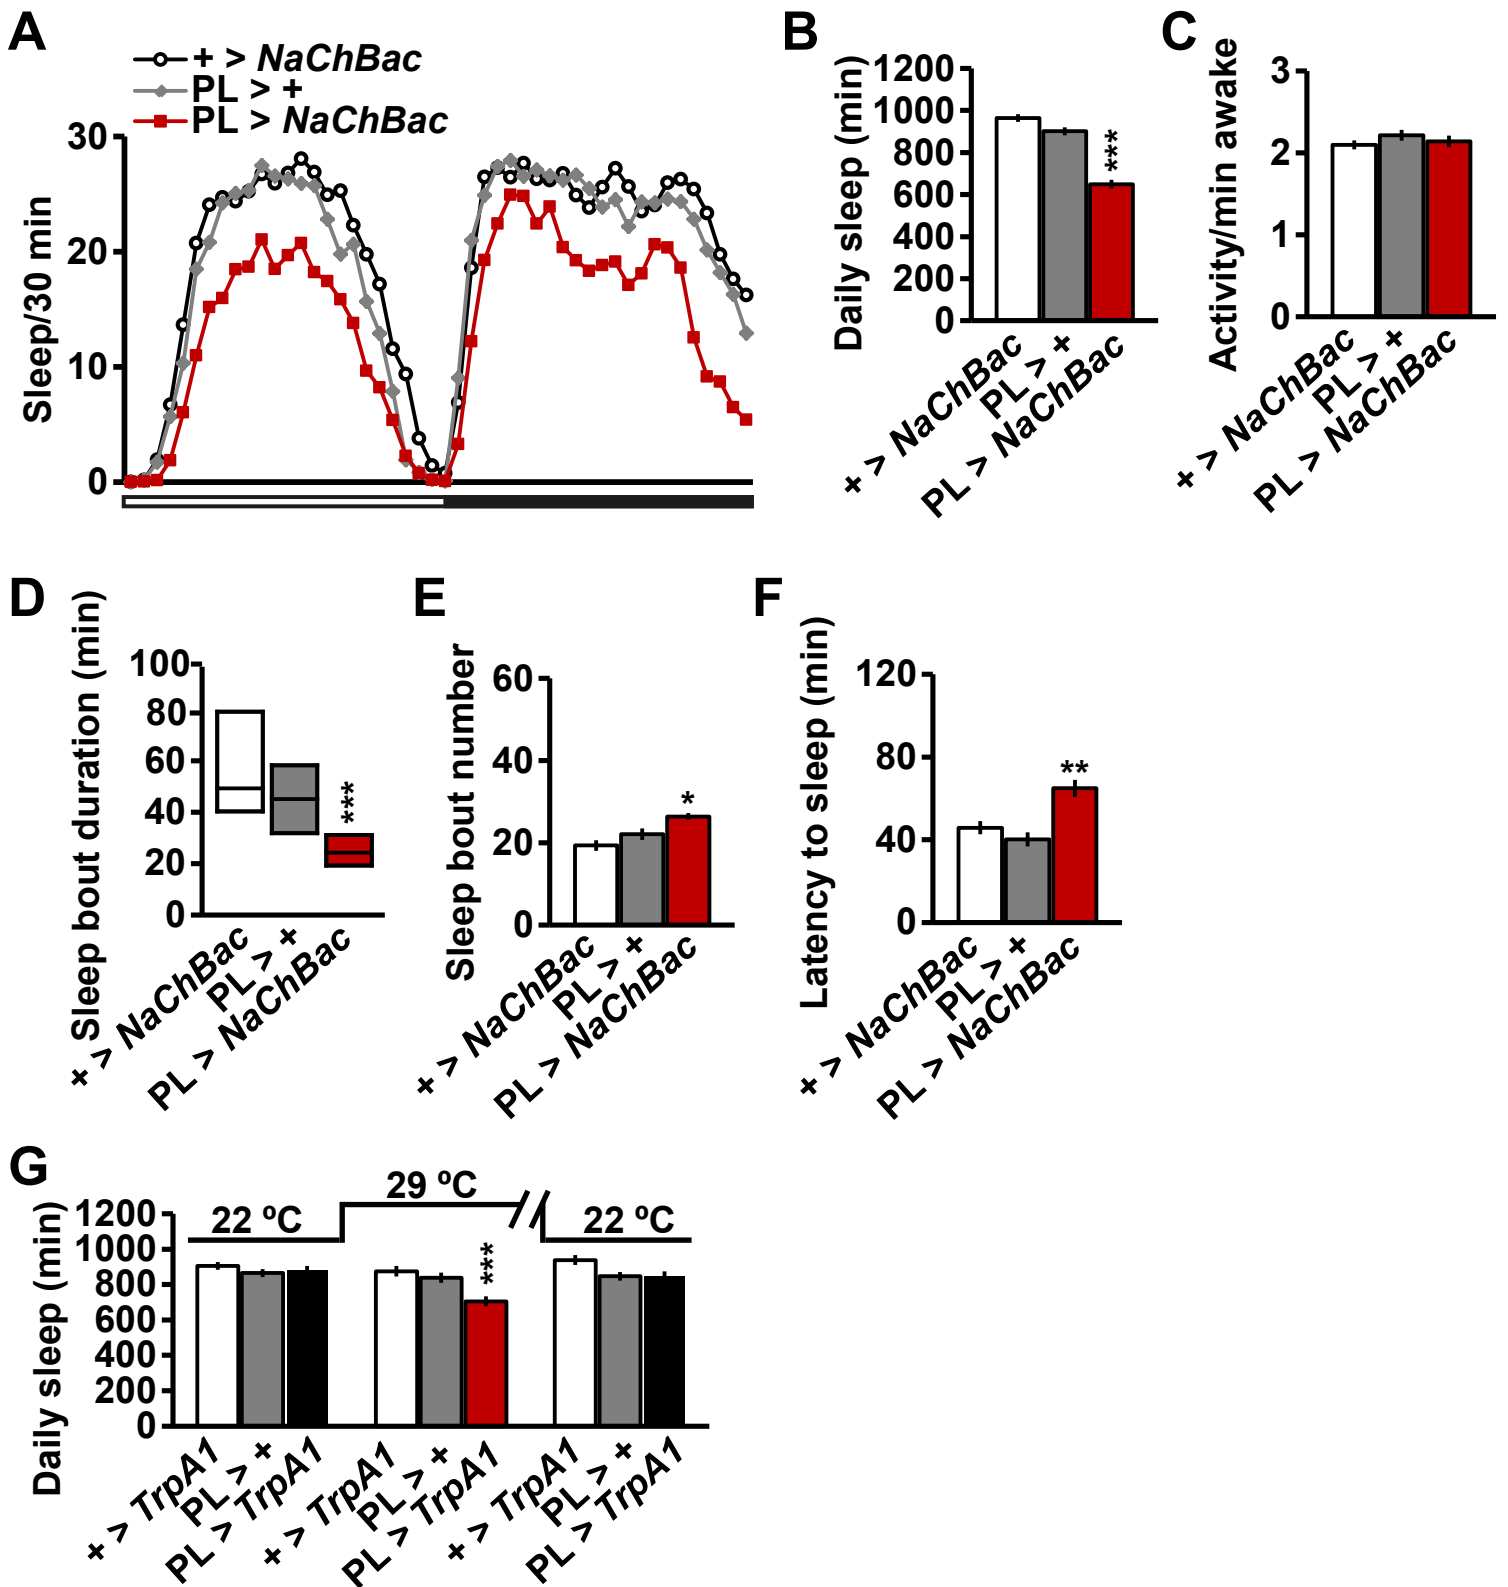 A
+ > NaChBac
PL > +
PL > NaChBac
Sleep/30 min
30
20
10
0
B
Daily sleep (min)
1200
1000
800
600
400
200
0
***
+ > NaChBac
PL > +
PL > NaChBac
C
Activity/min awake
3
2
1
0
+ > NaChBac
PL > +
PL > NaChBac
D
Sleep bout duration (min)
100
80
60
40
20
0
***
+ > NaChBac
PL > +
PL > NaChBac
E
Sleep bout number
60
40
20
0
*
+ > NaChBac
PL > +
PL > NaChBac
F
Latency to sleep (min)
120
80
40
0
**
+ > NaChBac
PL > +
PL > NaChBac
G
Daily sleep (min)
1200
1000
800
600
400
200
0
22 ºC
29 ºC
22 ºC
***
+ > TrpA1
PL > +
PL > TrpA1
+ > TrpA1
PL > +
PL > TrpA1
+ > TrpA1
PL > +
PL > TrpA1